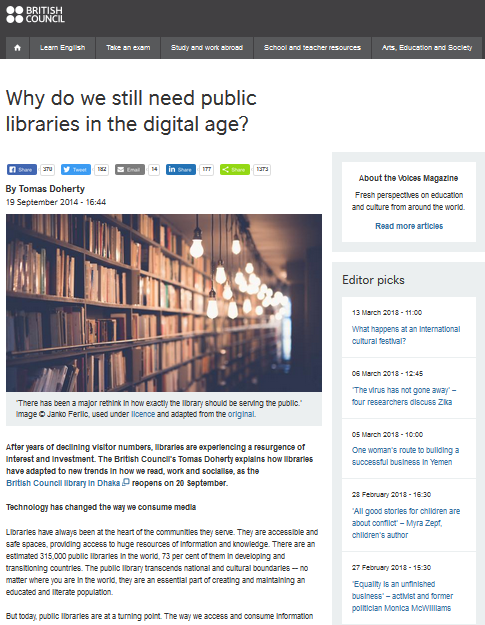 BRITISH
COUNCIL
Learn English
Take an exam
Study and work abroad
School and teacher resources
Arts, Education and Society
Why do we still need public
libraries in the digital age?
Share 378
Tweet 182
Email 14
Share 177
Share 1373
By Tomas Doherty
19 September 2014 - 16:44
'There has been a major rethink in how exactly the library should be serving the public.'
Image © Janko Ferlic, used under licence and adapted from the original.
After years of declining visitor numbers, libraries are experiencing a resurgence of
interest and investment. The British Council's Tomas Doherty explains how libraries
have adapted to new trends in how we read, work and socialise, as the
British Council library in Dhaka reopens on 20 September.
Technology has changed the way we consume media
Libraries have always been at the heart of the communities they serve. They are accessible and
safe spaces, providing access to huge resources of information and knowledge. There are an
estimated 315,000 public libraries in the world, 73 per cent of them in developing and
transitioning countries. The public library transcends national and cultural boundaries –- no
matter where you are in the world, they are an essential part of creating and maintaining an
educated and literate population.
But today, public libraries are at a turning point. The way we access and consume information
About the Voices Magazine
Fresh perspectives on education
and culture from around the world.
Read more articles
Editor picks
13 March 2018 - 11:00
What happens at an international
cultural festival?
06 March 2018 - 12:45
'The virus has not gone away' –
four researchers discuss Zika
05 March 2018 - 10:00
One woman's route to building a
successful business in Yemen
28 February 2018 - 16:30
'All good stories for children are
about conflict' – Myra Zepf,
children's author
27 February 2018 - 15:30
'Equality is an unfinished
business' – activist and former
politician Monica McWilliams